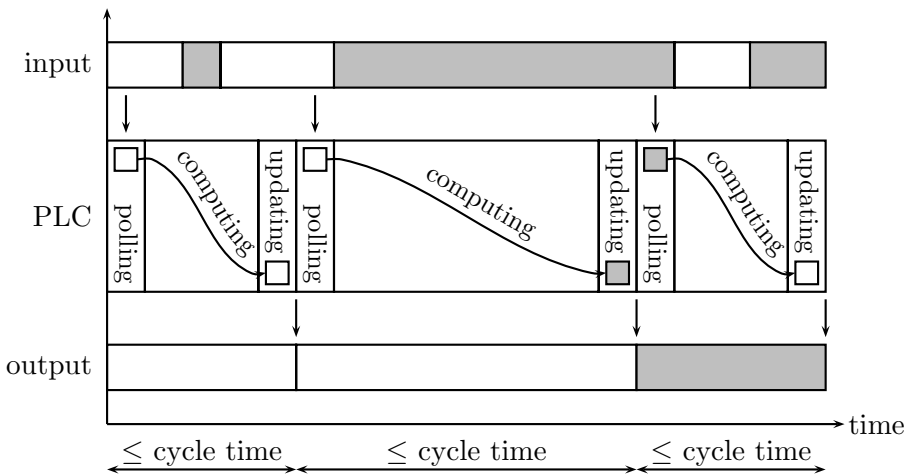 input
PLC
polling
computing
updating
polling
computing
updating
polling
computing
updating
output
time
≤ cycle time
≤ cycle time
≤ cycle time